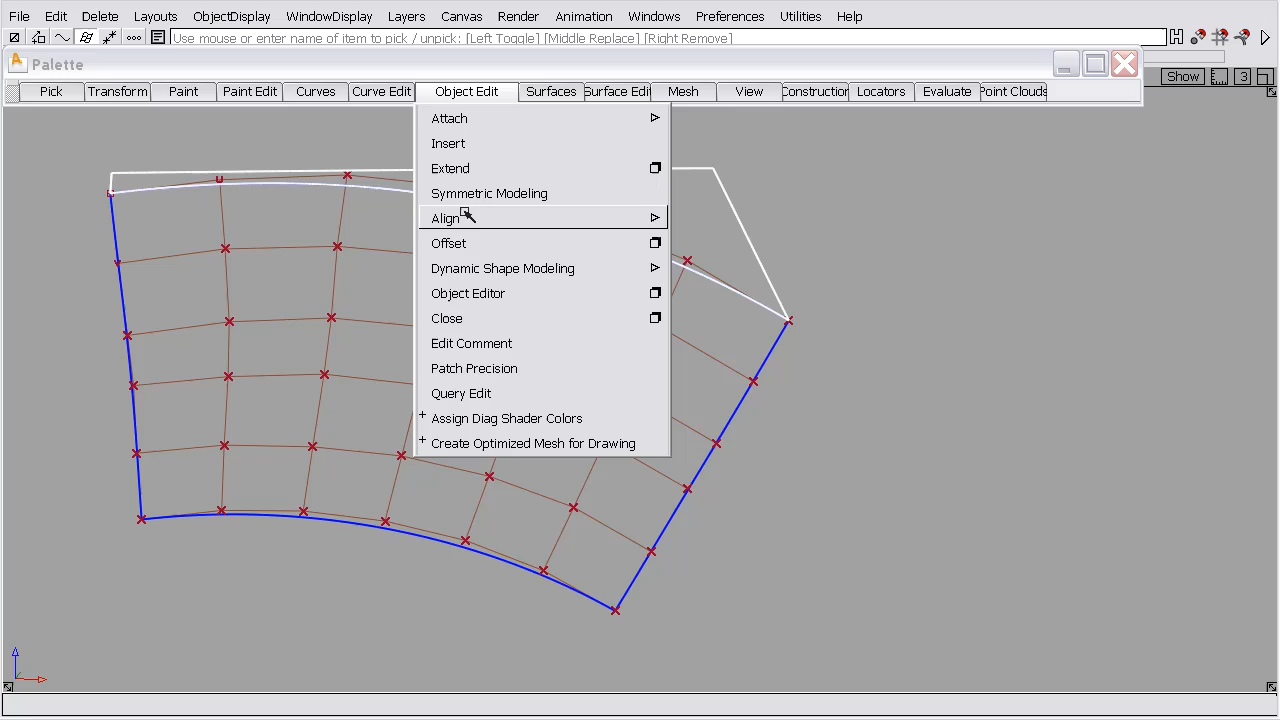 File Edit Delete Layouts ObjectDisplay WindowDisplay Layers Canvas Render Animation Windows Preferences Utilities Help
Use mouse or enter name of item to pick / unpick: [Left Toggle] [Middle Replace] [Right Remove]
Palette
Show 3
Pick Transform Paint Paint Edit Curves Curve Edit Object Edit Surfaces Surface Edit Mesh View Construction Locators Evaluate Point Clouds
Attach
Insert
Extend
Symmetric Modeling
Align
Offset
Dynamic Shape Modeling
Object Editor
Close
Edit Comment
Patch Precision
Query Edit
+ Assign Diag Shader Colors
+ Create Optimized Mesh for Drawing